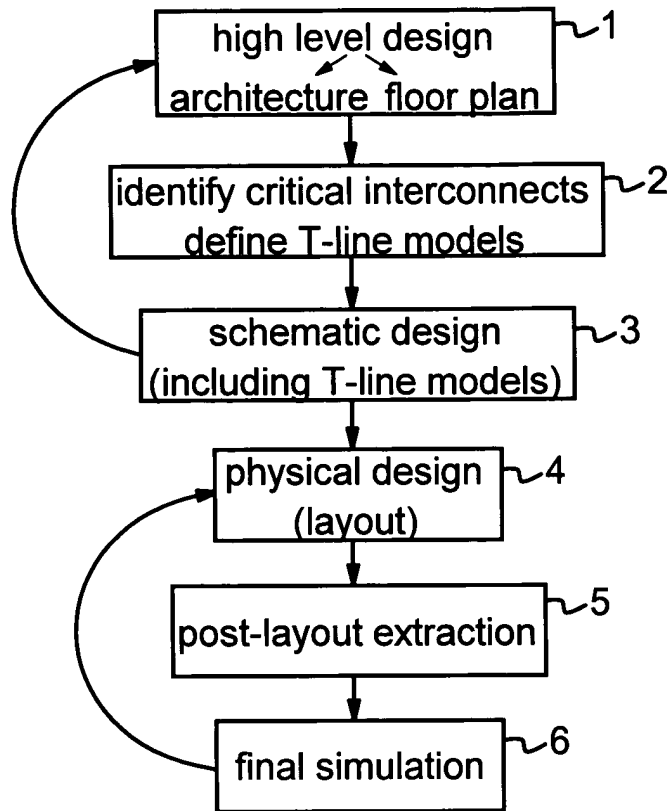 high level design
1
architecture floor plan
identify critical interconnects
2
define T-line models
schematic design
3
(including T-line models)
physical design
4
(layout)
post-layout extraction
5
final simulation
6